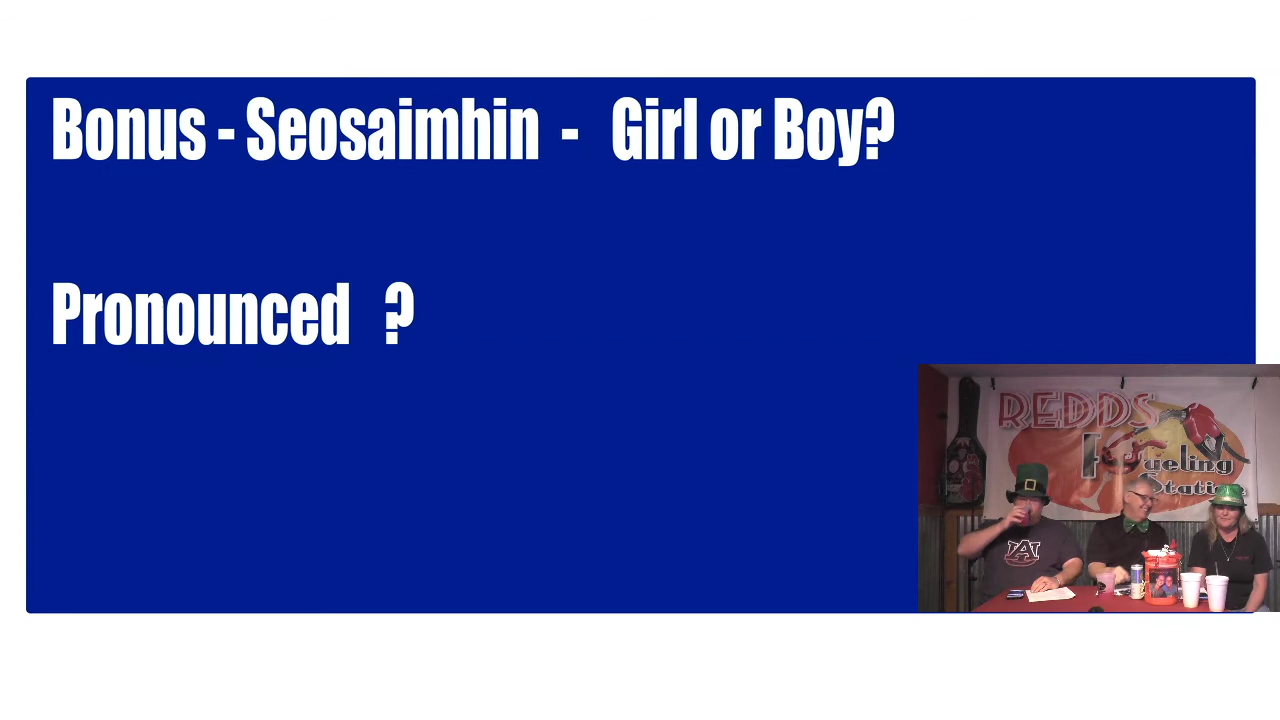 Bonus - Seosaimhin - Girl or Boy?
Pronounced ?
REDDS
Fueling
Station
AU